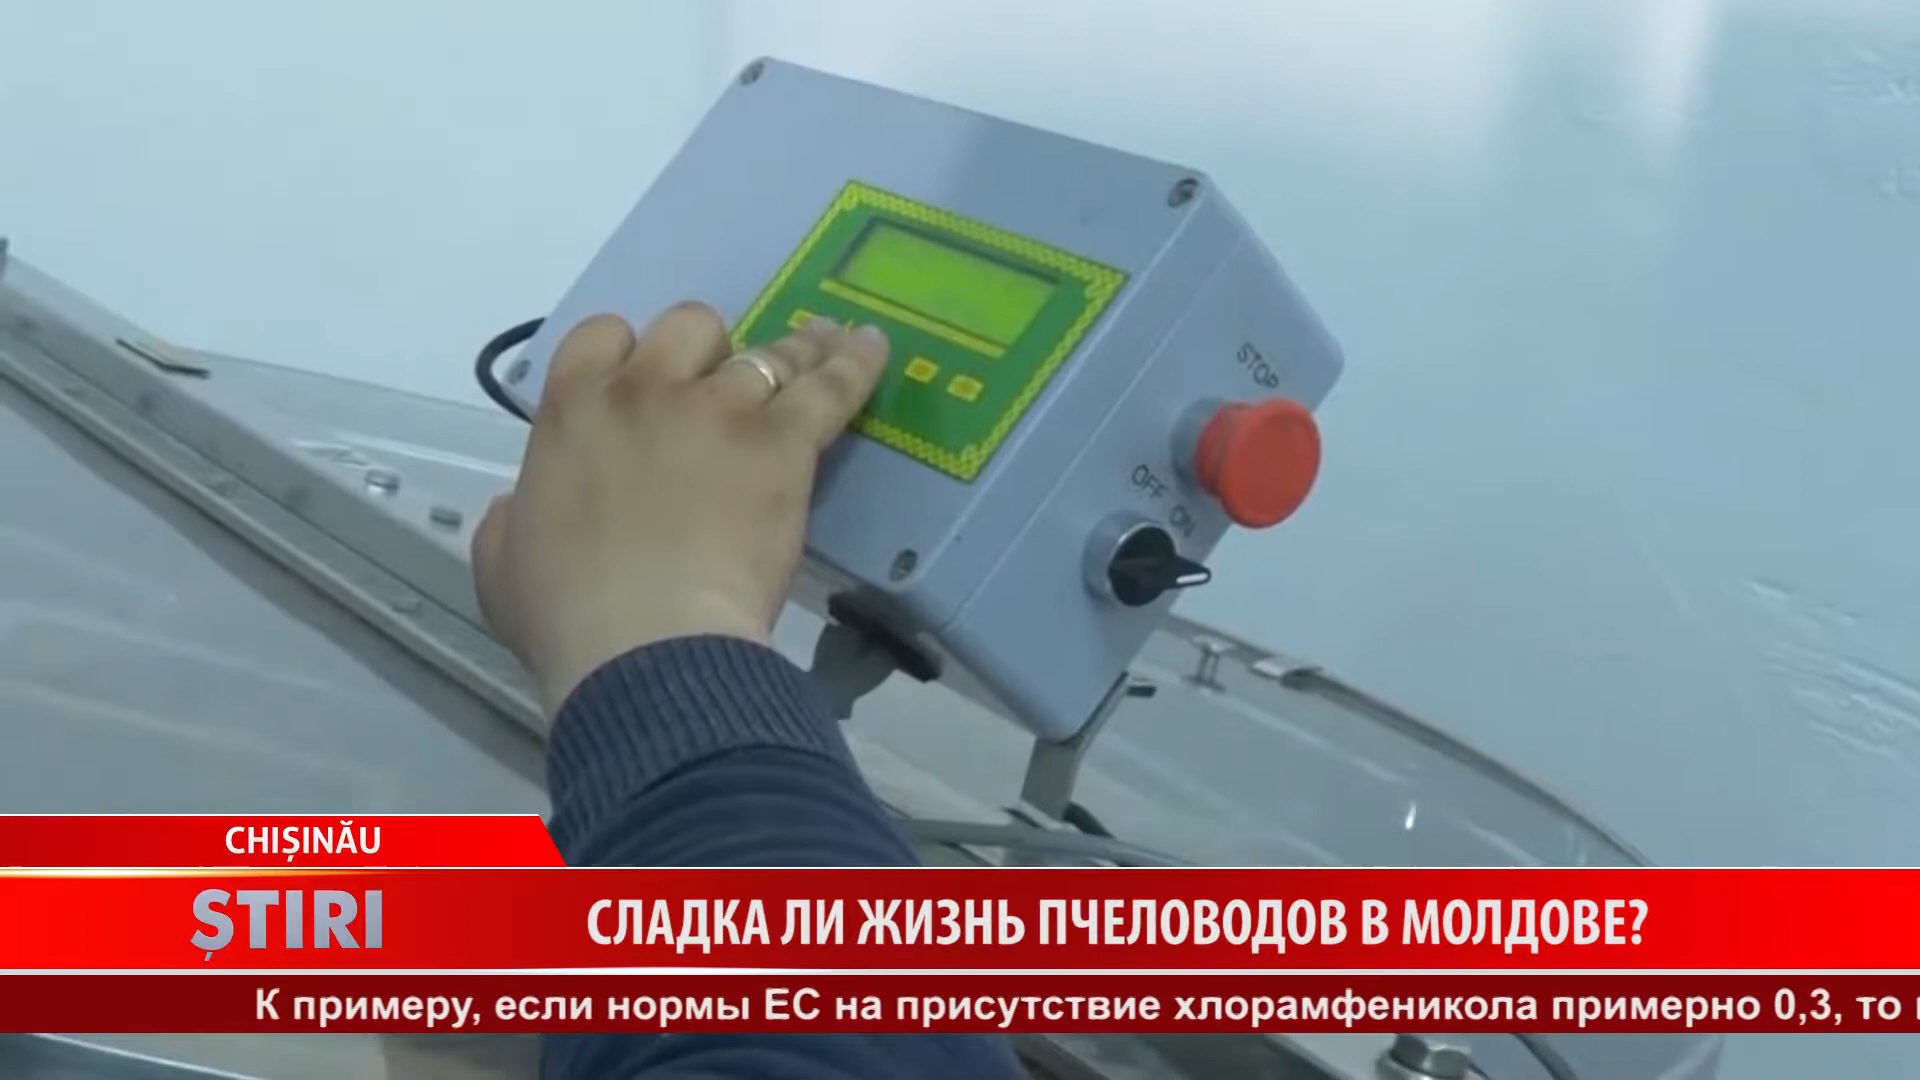 STOP
OFF ON
CHIȘINĂU
ȘTIRI
СЛАДКА ЛИ ЖИЗНЬ ПЧЕЛОВОДОВ В МОЛДОВЕ?
К примеру, если нормы ЕС на присутствие хлорамфеникола примерно 0,3, то